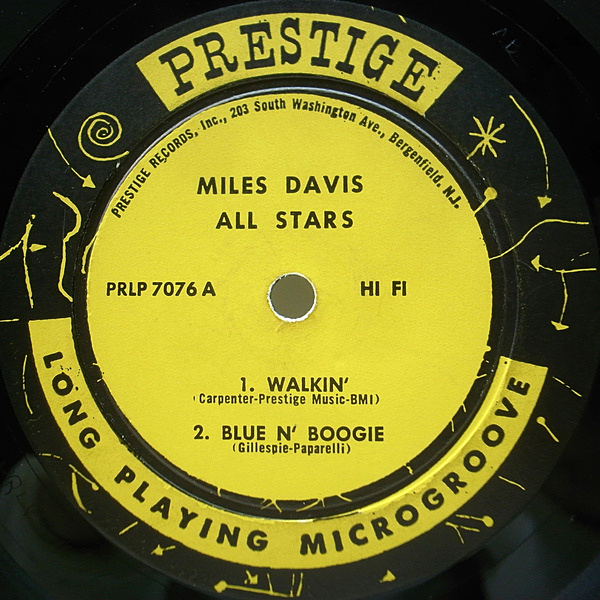 PRESTIGE
PRESTIGE RECORDS, Inc., 203 South Washington Ave., Bergenfield, N.J.
MILES DAVIS
ALL STARS
PRLP 7076 A
HI FI
1. WALKIN'
(Carpenter-Prestige Music-BMI)
2. BLUE N' BOOGIE
(Gillespie-Paparelli)
LONG PLAYING MICROGROOVE